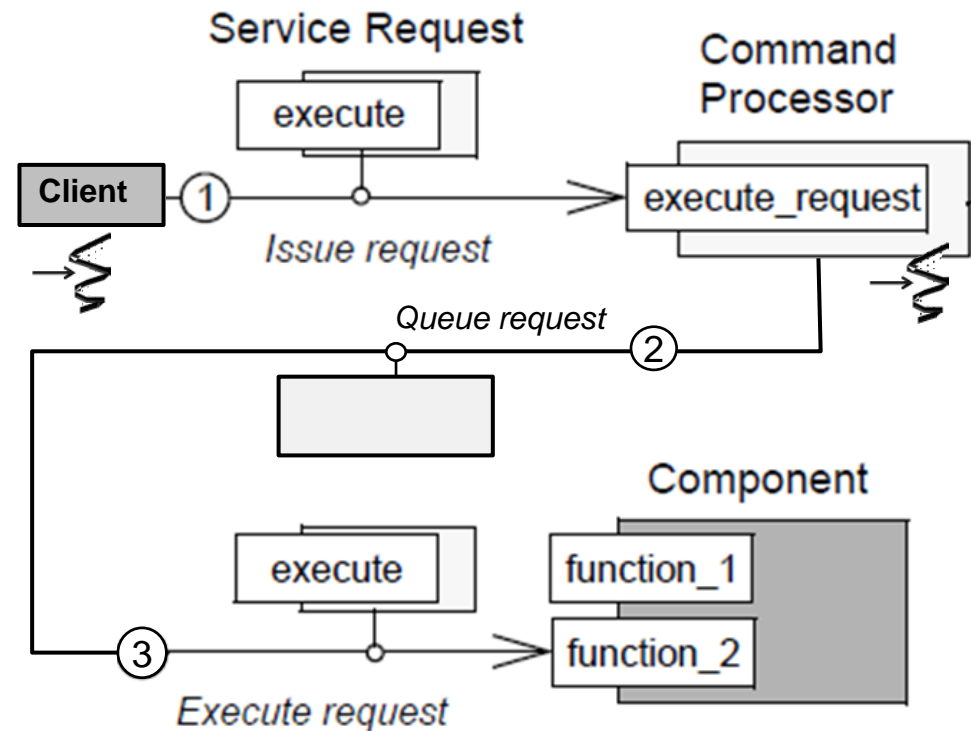 Service Request
Command
Processor
execute
Client
1
execute_request
Issue request
Queue request
2
Component
execute
function_1
function_2
3
Execute request